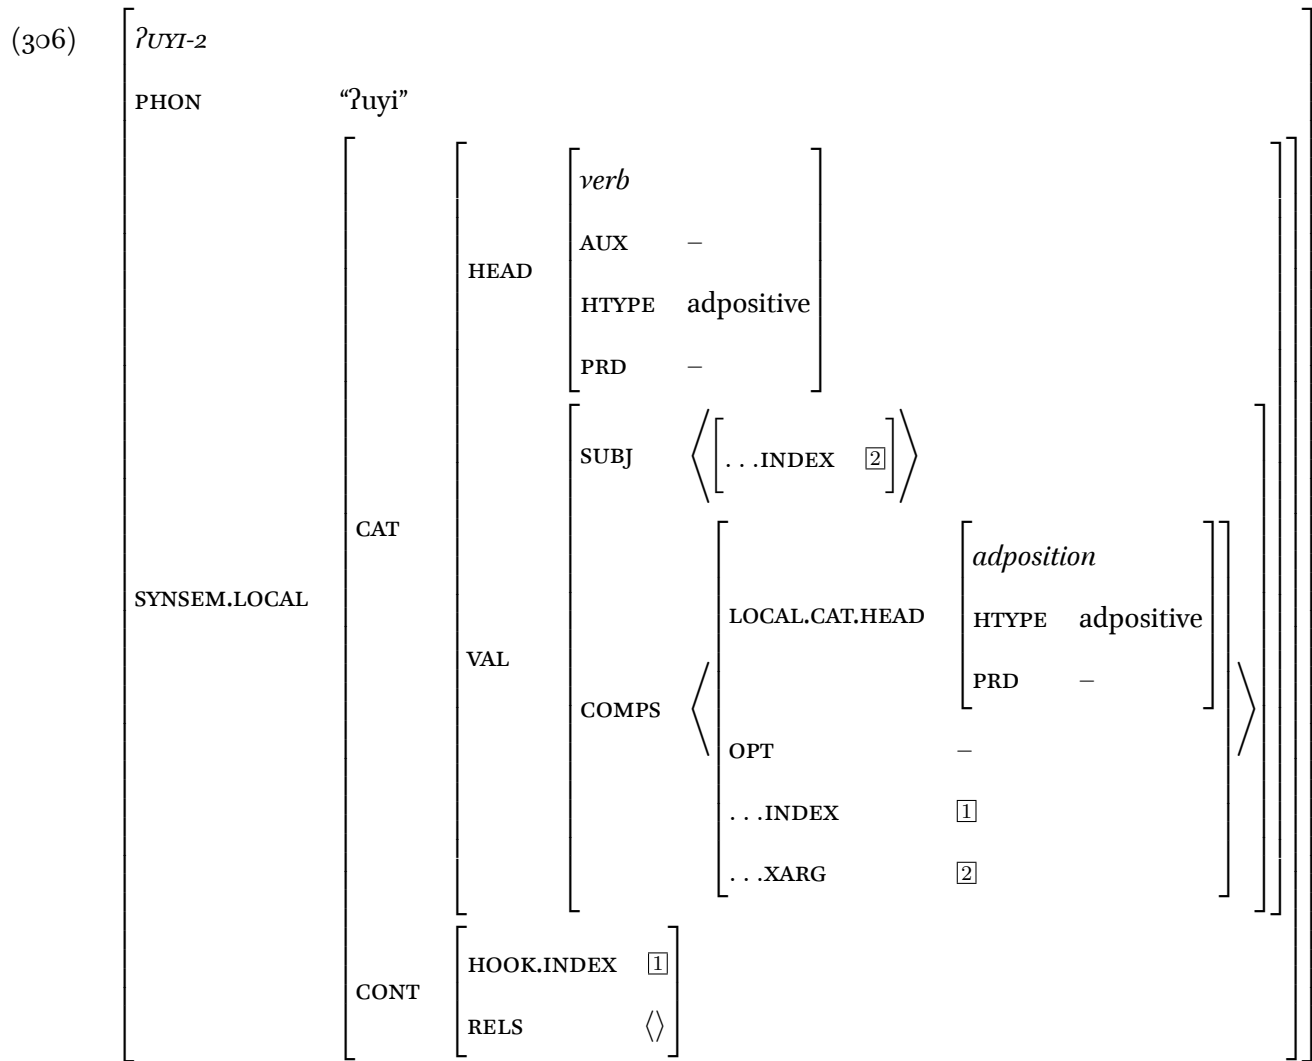 (306)
ʔUYI-2
PHON “ʔuyi”
verb
AUX –
HEAD
HTYPE adpositive
PRD –
SUBJ ⟨[. . .INDEX 2]⟩
CAT
adposition
SYNSEM.LOCAL
LOCAL.CAT.HEAD
HTYPE adpositive
VAL
PRD –
COMPS
OPT –
. . .INDEX 1
. . .XARG 2
HOOK.INDEX 1
CONT
RELS ⟨⟩